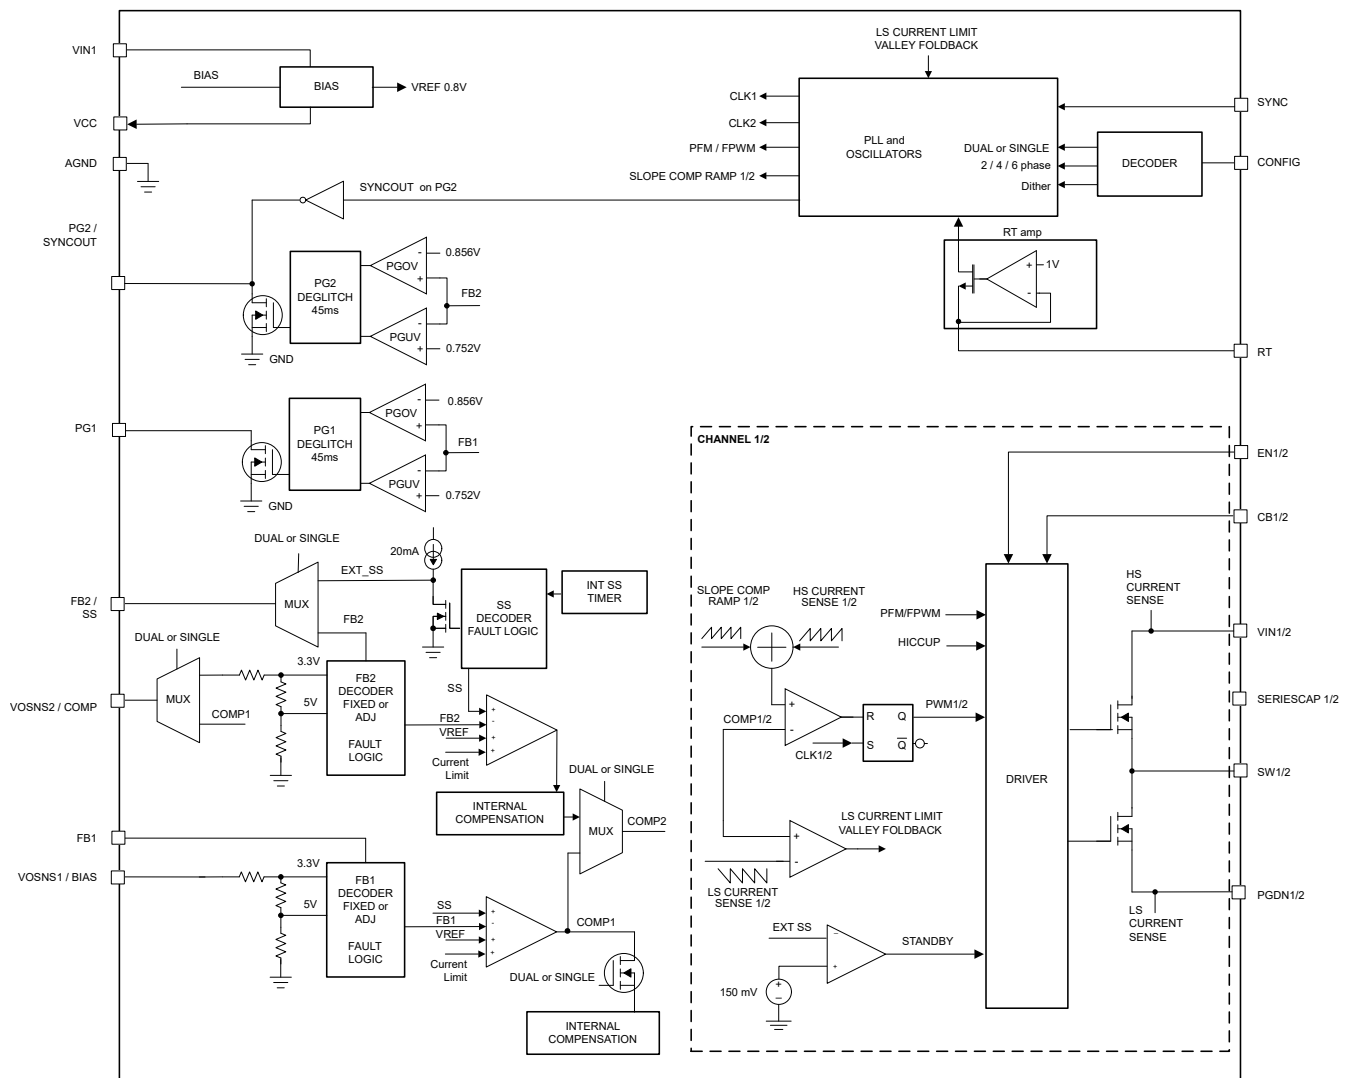 VIN1
BIAS
BIAS
VREF 0.8V
VCC
AGND
PG2 /
SYNCOUT
SYNCOUT on PG2
PG2
DEGLITCH
45ms
PGOV
-
+
0.856V
FB2
PGUV
-
+
0.752V
GND
PG1
PG1
DEGLITCH
45ms
PGOV
-
+
0.856V
FB1
PGUV
-
+
0.752V
GND
LS CURRENT LIMIT
VALLEY FOLDBACK
CLK1
CLK2
PFM / FPWM
SLOPE COMP RAMP 1/2
PLL and
OSCILLATORS
DUAL or SINGLE
2 / 4 / 6 phase
Dither
DECODER
SYNC
CONFIG
RT amp
+
1V
-
RT
DUAL or SINGLE
20mA
EXT_SS
MUX
FB2
FB2 /
SS
SS
DECODER
FAULT LOGIC
INT SS
TIMER
DUAL or SINGLE
MUX
VOSNS2 / COMP
COMP1
3.3V
5V
FB2
DECODER
FIXED or
ADJ
FAULT
LOGIC
SS
FB2
VREF
Current
Limit
+
-
+
+
INTERNAL
COMPENSATION
DUAL or SINGLE
MUX
COMP2
FB1
VOSNS1 / BIAS
3.3V
5V
FB1
DECODER
FIXED or
ADJ
FAULT
LOGIC
SS
FB1
VREF
Current
Limit
+
-
+
+
COMP1
DUAL or SINGLE
INTERNAL
COMPENSATION
CHANNEL 1/2
SLOPE COMP
RAMP 1/2
HS CURRENT
SENSE 1/2
COMP1/2
+
-
CLK1/2
R
Q
S
Q
PWM1/2
PFM/FPWM
HICCUP
+
-
LS CURRENT LIMIT
VALLEY FOLDBACK
LS CURRENT
SENSE 1/2
EXT SS
-
+
STANDBY
150 mV
+
-
DRIVER
HS
CURRENT
SENSE
LS
CURRENT
SENSE
EN1/2
CB1/2
VIN1/2
SERIESCAP 1/2
SW1/2
PGDN1/2